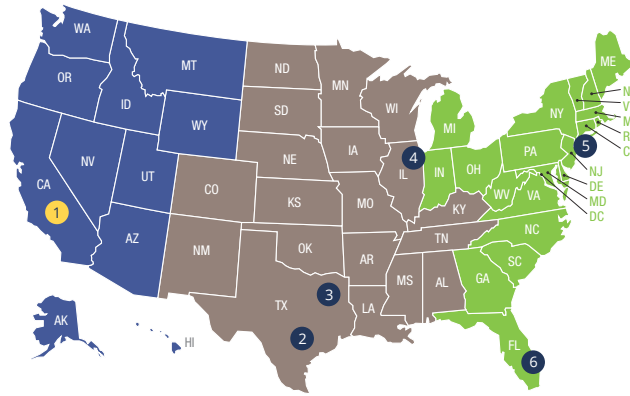 WA
OR
ID
MT
WY
NV
UT
CA
1
AZ
AK
HI
ND
SD
NE
KS
CO
NM
OK
TX
2
3
MN
IA
MO
AR
LA
WI
IL
4
KY
TN
MS
AL
MI
IN
OH
WV
VA
NC
SC
GA
FL
6
PA
NY
ME
5
N
V
M
R
C
NJ
DE
MD
DC